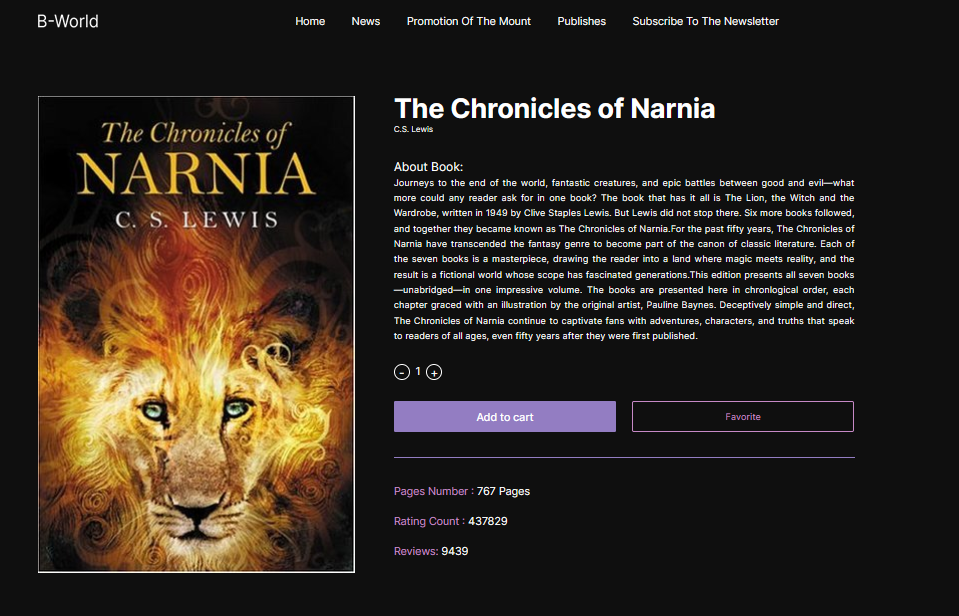 B-World
Home News Promotion Of The Mount Publishes Subscribe To The Newsletter
The Chronicles of
NARNIA
C. S. LEWIS
The Chronicles of Narnia
C.S. Lewis
About Book:
Journeys to the end of the world, fantastic creatures, and epic battles between good and evil—what
more could any reader ask for in one book? The book that has it all is The Lion, the Witch and the
Wardrobe, written in 1949 by Clive Staples Lewis. But Lewis did not stop there. Six more books followed,
and together they became known as The Chronicles of Narnia.For the past fifty years, The Chronicles of
Narnia have transcended the fantasy genre to become part of the canon of classic literature. Each of
the seven books is a masterpiece, drawing the reader into a land where magic meets reality, and the
result is a fictional world whose scope has fascinated generations.This edition presents all seven books
—unabridged—in one impressive volume. The books are presented here in chronlogical order, each
chapter graced with an illustration by the original artist, Pauline Baynes. Deceptively simple and direct,
The Chronicles of Narnia continue to captivate fans with adventures, characters, and truths that speak
to readers of all ages, even fifty years after they were first published.
- 1 +
Add to cart Favorite
Pages Number : 767 Pages
Rating Count : 437829
Reviews: 9439